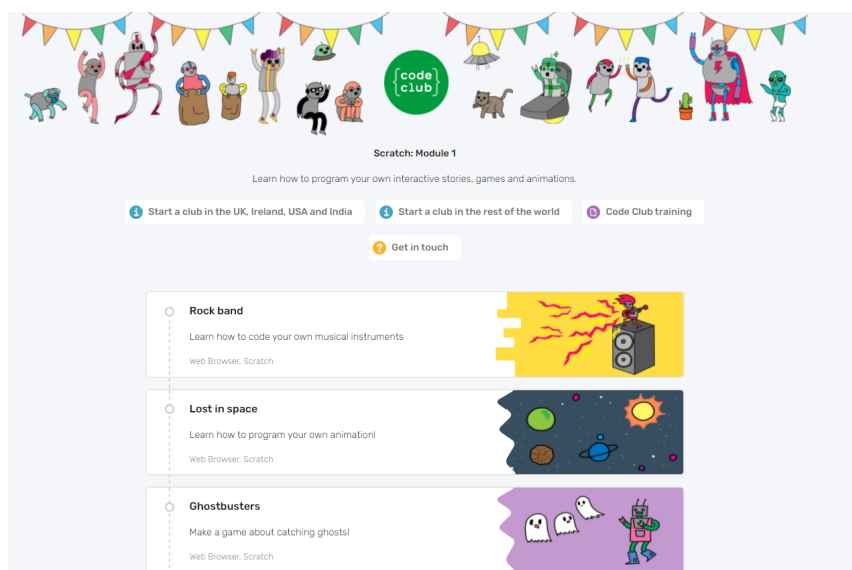 {code
club}
Scratch: Module 1
Learn how to program your own interactive stories, games and animations.
Start a club in the UK, Ireland, USA and India
Start a club in the rest of the world
Code Club training
Get in touch
Rock band
Learn how to code your own musical instruments
Web Browser, Scratch
Lost in space
Learn how to program your own animation!
Web Browser, Scratch
Ghostbusters
Make a game about catching ghosts!
Web Browser, Scratch